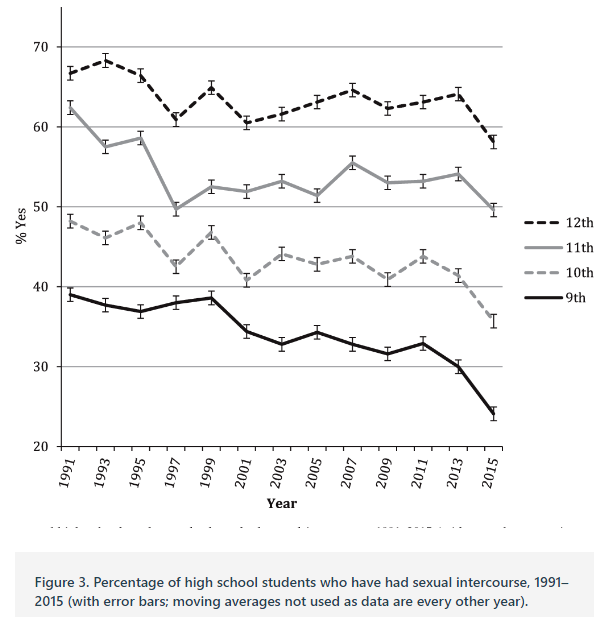 70
60
50
40
30
20
% Yes
1991
1993
1995
1997
1999
2001
2003
2005
2007
2009
2011
2013
2015
Year
12th
11th
10th
9th
Figure 3. Percentage of high school students who have had sexual intercourse, 1991–
2015 (with error bars; moving averages not used as data are every other year).